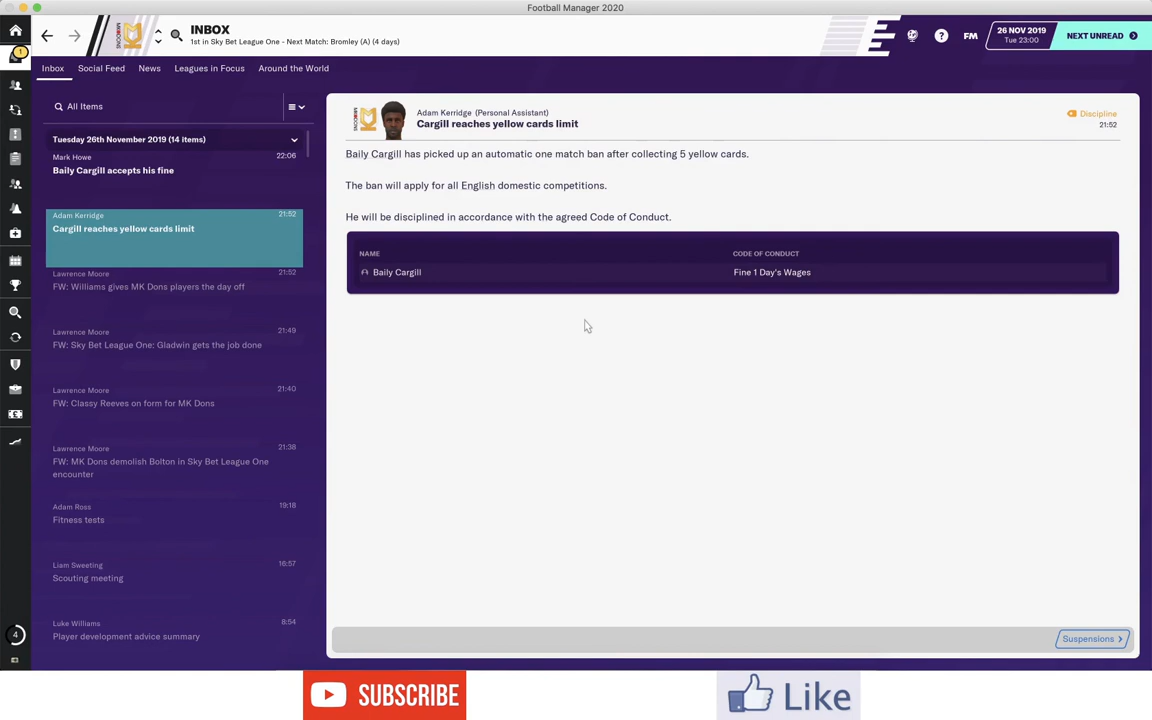 Football Manager 2020
INBOX
1st in Sky Bet League One - Next Match: Bromley (A) (4 days)
FM
26 NOV 2019
Tue 23:00
NEXT UNREAD
1
Inbox
Social Feed
News
Leagues in Focus
Around the World
All Items
Tuesday 26th November 2019 (14 Items)
Mark Howe
22:06
Baily Cargill accepts his fine
Adam Kerridge
21:52
Cargill reaches yellow cards limit
Lawrence Moore
21:52
FW: Williams gives MK Dons players the day off
Lawrence Moore
21:49
FW: Sky Bet League One: Gladwin gets the job done
Lawrence Moore
21:40
FW: Classy Reeves on form for MK Dons
Lawrence Moore
21:38
FW: MK Dons demolish Bolton in Sky Bet League One
encounter
Adam Ross
19:18
Fitness tests
Liam Sweeting
16:57
Scouting meeting
Luke Williams
8:54
Player development advice summary
4
Adam Kerridge (Personal Assistant)
Cargill reaches yellow cards limit
Discipline
21:52
Baily Cargill has picked up an automatic one match ban after collecting 5 yellow cards.
The ban will apply for all English domestic competitions.
He will be disciplined in accordance with the agreed Code of Conduct.
NAME
CODE OF CONDUCT
Baily Cargill
Fine 1 Day's Wages
Suspensions
SUBSCRIBE
Like